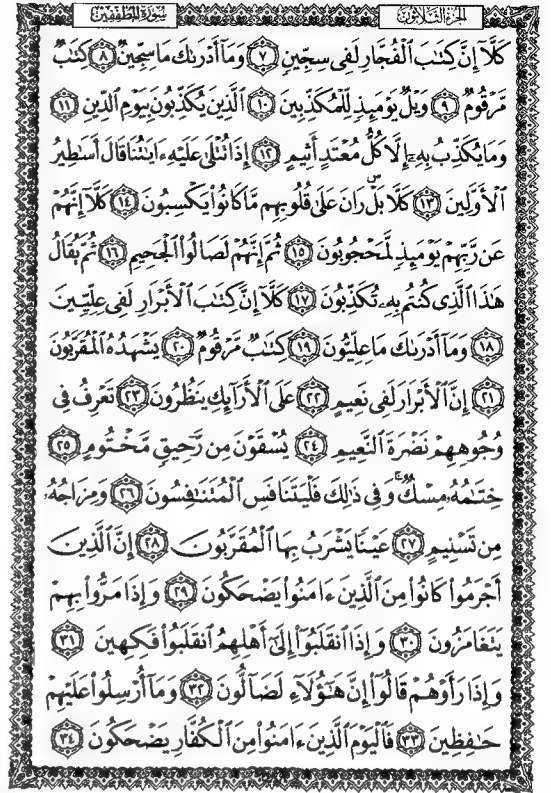 سورة المطففين
الجزء الثلاثون
كَلَّآ إِنَّ كِتَٰبَ ٱلْفُجَّارِ لَفِى سِجِّينٍ ٧ وَمَآ أَدْرَىٰكَ مَا سِجِّينٌ ٨ كِتَٰبٌ
مَّرْقُومٌ ٩ وَيْلٌ يَوْمَئِذٍ لِّلْمُكَذِّبِينَ ١٠ ٱلَّذِينَ يُكَذِّبُونَ بِيَوْمِ ٱلدِّينِ ١١
وَمَا يُكَذِّبُ بِهِۦٓ إِلَّا كُلُّ مُعْتَدٍ أَثِيمٍ ١٢ إِذَا تُتْلَىٰ عَلَيْهِ ءَايَٰتُنَا قَالَ أَسَٰطِيرُ
ٱلْأَوَّلِينَ ١٣ كَلَّا بَلْ ۜ رَانَ عَلَىٰ قُلُوبِهِم مَّا كَانُوا۟ يَكْسِبُونَ ١٤ كَلَّآ إِنَّهُمْ
عَن رَّبِّهِمْ يَوْمَئِذٍ لَّمَحْجُوبُونَ ١٥ ثُمَّ إِنَّهُمْ لَصَالُوا۟ ٱلْجَحِيمِ ١٦ ثُمَّ يُقَالُ
هَٰذَا ٱلَّذِى كُنتُم بِهِۦ تُكَذِّبُونَ ١٧ كَلَّآ إِنَّ كِتَٰبَ ٱلْأَبْرَارِ لَفِى عِلِّيِّينَ
١٨ وَمَآ أَدْرَىٰكَ مَا عِلِّيُّونَ ١٩ كِتَٰبٌ مَّرْقُومٌ ٢٠ يَشْهَدُهُ ٱلْمُقَرَّبُونَ
٢١ إِنَّ ٱلْأَبْرَارَ لَفِى نَعِيمٍ ٢٢ عَلَى ٱلْأَرَآئِكِ يَنظُرُونَ ٢٣ تَعْرِفُ فِى
وُجُوهِهِمْ نَضْرَةَ ٱلنَّعِيمِ ٢٤ يُسْقَوْنَ مِن رَّحِيقٍ مَّخْتُومٍ ٢٥
خِتَٰمُهُۥ مِسْكٌ ۚ وَفِى ذَٰلِكَ فَلْيَتَنَافَسِ ٱلْمُتَنَٰفِسُونَ ٢٦ وَمِزَاجُهُۥ
مِن تَسْنِيمٍ ٢٧ عَيْنًا يَشْرَبُ بِهَا ٱلْمُقَرَّبُونَ ٢٨ إِنَّ ٱلَّذِينَ
أَجْرَمُوا۟ كَانُوا۟ مِنَ ٱلَّذِينَ ءَامَنُوا۟ يَضْحَكُونَ ٢٩ وَإِذَا مَرُّوا۟ بِهِمْ
يَتَغَامَزُونَ ٣٠ وَإِذَا ٱنقَلَبُوٓا۟ إِلَىٰٓ أَهْلِهِمُ ٱنقَلَبُوا۟ فَكِهِينَ ٣١
وَإِذَا رَأَوْهُمْ قَالُوٓا۟ إِنَّ هَٰٓؤُلَآءِ لَضَآلُّونَ ٣٢ وَمَآ أُرْسِلُوا۟ عَلَيْهِمْ
حَٰفِظِينَ ٣٣ فَٱلْيَوْمَ ٱلَّذِينَ ءَامَنُوا۟ مِنَ ٱلْكُفَّارِ يَضْحَكُونَ ٣٤